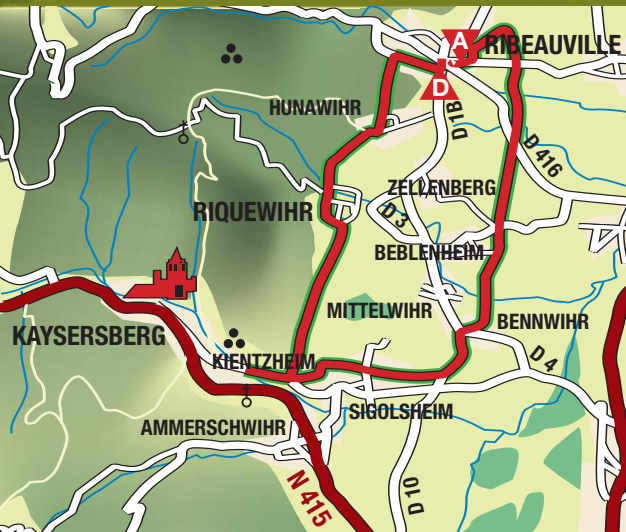 A
RIBEAUVILLE
D
HUNAWIHR
D 1B
D 416
ZELLENBERG
RIQUEWIHR
D 3
BEBLENHEIM
MITTELWIHR
BENNWIHR
KAYSERSBERG
KIENTZHEIM
D 4
SIGOLSHEIM
AMMERSCHWIHR
N 415
D 10